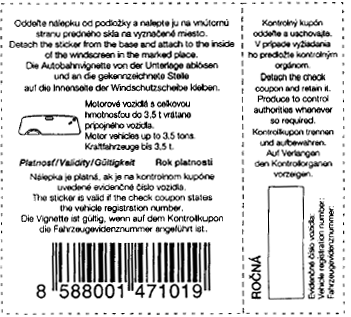 Oddeľte nálepku od podložky a nalepte ju na vnútornú
stranu predného skla na vyznačené miesto.
Detach the sticker from the base and attach to the inside
of the windscreen in the marked place.
Die Autobahnvignette von der Unterlage ablösen
und an die gekennzeichnete Stelle
auf die Innenseite der Windschutzscheibe kleben.
Motorové vozidlá s celkovou
hmotnosťou do 3,5 t vrátane
prípojného vozidla.
Motor vehicles up to 3,5 tons.
Kraftfahrzeuge bis 3,5 t.
Platnosť/Validity/Gültigkeit Rok platnosti
Nálepka je platná, ak je na kontrolnom kupóne
uvedené evidenčné číslo vozidla.
The sticker is valid if the check coupon states
the vehicle registration number.
Die Vignette ist gültig, wenn auf dem Kontrollkupon
die Fahrzeugevidenznummer angeführt ist.
8 588001 471019
Kontrolný kupón
oddeľte a uschovajte.
V prípade vyžiadania
ho predložte kontrolným
orgánom.
Detach the check
coupon and retain it.
Produce to control
authorities whenever
so required.
Kontrollkupon trennen
und aufbewahren.
Auf Verlangen
den Kontrollorganen
vorzeigen.
ROČNÁ
Evidenčné číslo vozidla:
Vehicle registration number:
Fahrzeugevidenznummer: